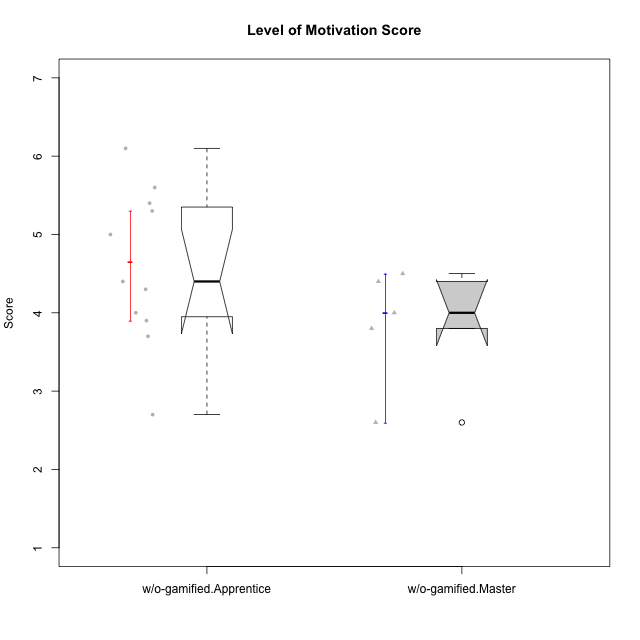 Level of Motivation Score
Score
7
6
5
4
3
2
1
w/o-gamified.Apprentice
w/o-gamified.Master